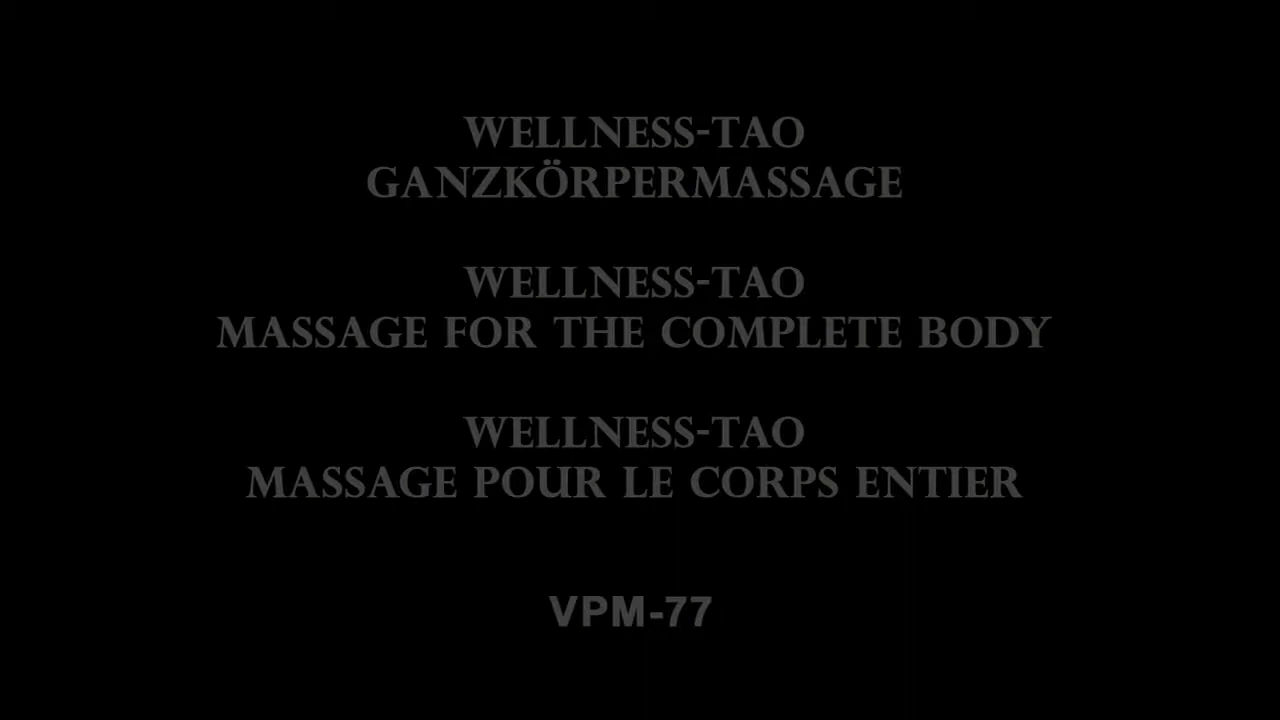 WELLNESS-TAO
GANZKÖRPERMASSAGE
WELLNESS-TAO
MASSAGE FOR THE COMPLETE BODY
WELLNESS-TAO
MASSAGE POUR LE CORPS ENTIER
VPM-77